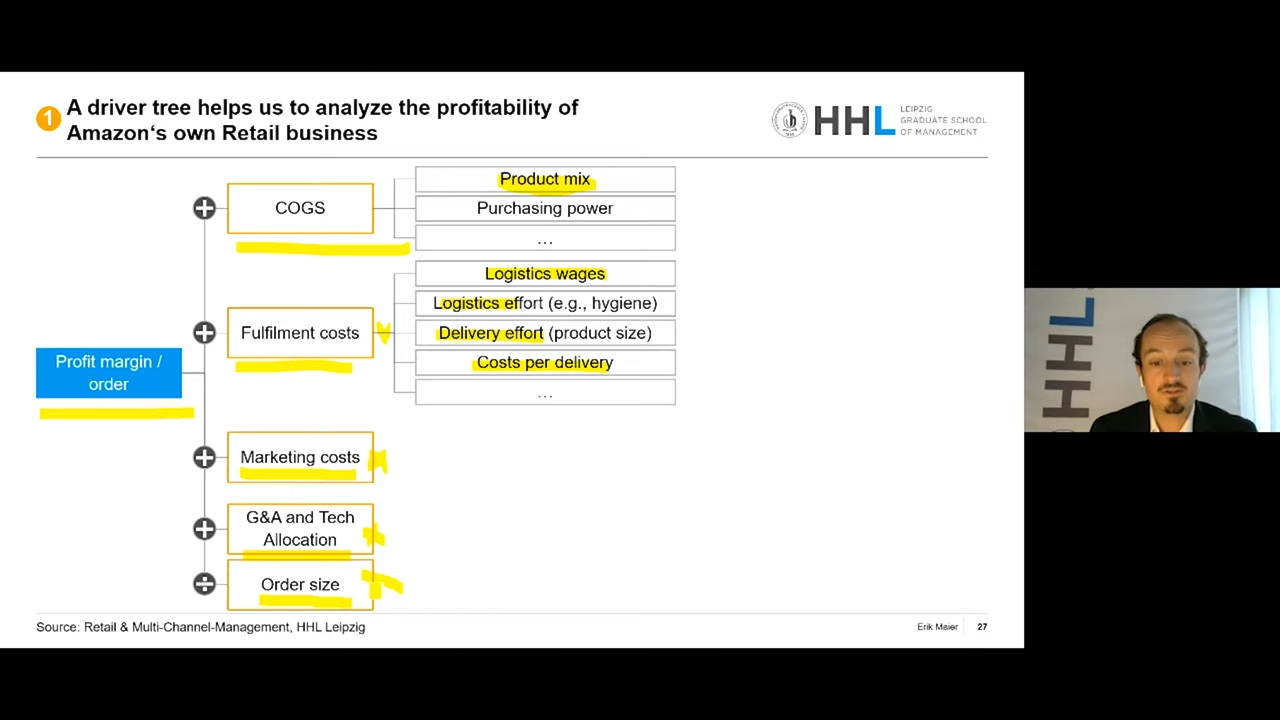 1
A driver tree helps us to analyze the profitability of
Amazon‘s own Retail business
HHL
LEIPZIG
GRADUATE SCHOOL
OF MANAGEMENT
Profit margin /
order
COGS
Product mix
Purchasing power
…
Fulfilment costs
Logistics wages
Logistics effort (e.g., hygiene)
Delivery effort (product size)
Costs per delivery
…
Marketing costs
G&A and Tech
Allocation
Order size
Source: Retail & Multi-Channel-Management, HHL Leipzig
Erik Maier
27
HHL